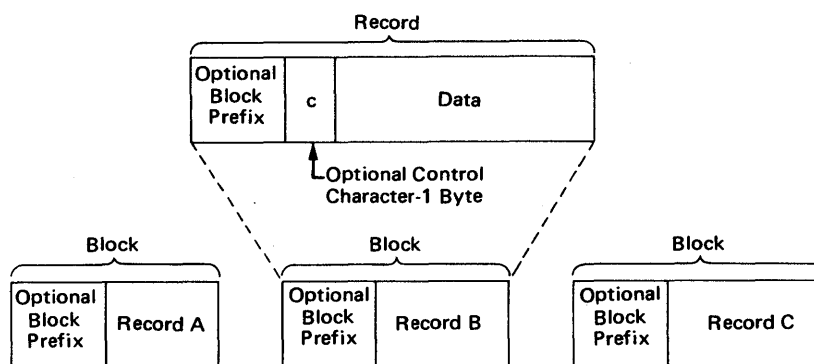 Record
Optional
Block
Prefix
c
Data
Optional Control
Character-1 Byte
Block
Block
Block
Optional
Block
Prefix
Record A
Optional
Block
Prefix
Record B
Optional
Block
Prefix
Record C